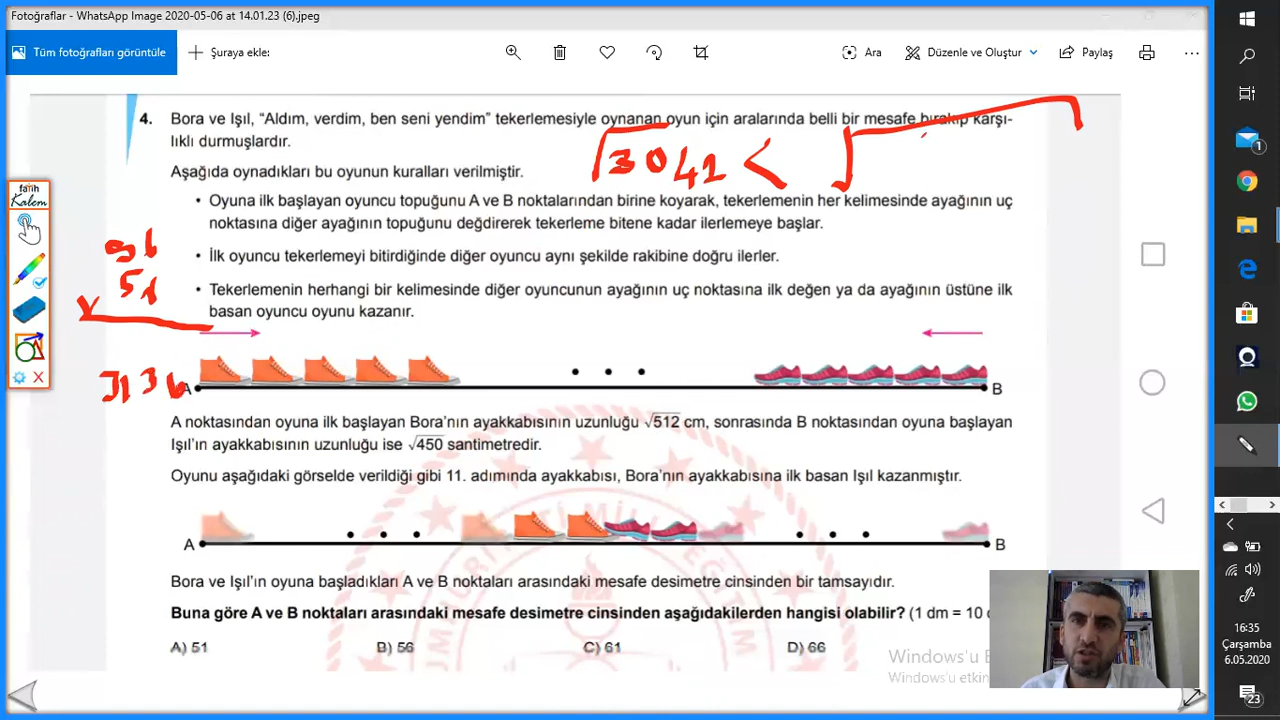 Fotoğraflar - WhatsApp Image 2020-05-06 at 14.01.23 (6).jpeg
Tüm fotoğrafları görüntüle
Şuraya ekle:
Ara
Düzenle ve Oluştur
Paylaş
4. Bora ve Işıl, “Aldım, verdim, ben seni yendim” tekerlemesiyle oynanan oyun için aralarında belli bir mesafe bırakıp karşı-
lıklı durmuşlardır.
√3042 < √
Aşağıda oynadıkları bu oyunun kuralları verilmiştir.
• Oyuna ilk başlayan oyuncu topuğunu A ve B noktalarından birine koyarak, tekerlemenin her kelimesinde ayağının uç
noktasına diğer ayağının topuğunu değdirerek tekerleme bitene kadar ilerlemeye başlar.
• İlk oyuncu tekerlemeyi bitirdiğinde diğer oyuncu aynı şekilde rakibine doğru ilerler.
• Tekerlemenin herhangi bir kelimesinde diğer oyuncunun ayağının uç noktasına ilk değen ya da ayağının üstüne ilk
basan oyuncu oyunu kazanır.
fatih
Kalem
x
3136
A
B
A noktasından oyuna ilk başlayan Bora’nın ayakkabısının uzunluğu √512 cm, sonrasında B noktasından oyuna başlayan
Işıl’ın ayakkabısının uzunluğu ise √450 santimetredir.
Oyunu aşağıdaki görselde verildiği gibi 11. adımında ayakkabısı, Bora’nın ayakkabısına ilk basan Işıl kazanmıştır.
A
B
Bora ve Işıl’ın oyuna başladıkları A ve B noktaları arasındaki mesafe desimetre cinsinden bir tamsayıdır.
Buna göre A ve B noktaları arasındaki mesafe desimetre cinsinden aşağıdakilerden hangisi olabilir? (1 dm = 10
A) 51
B) 56
C) 61
D) 66
Windows'u
Windows'u etkin
1
16:35
Çarşamba
6.05.2020
23